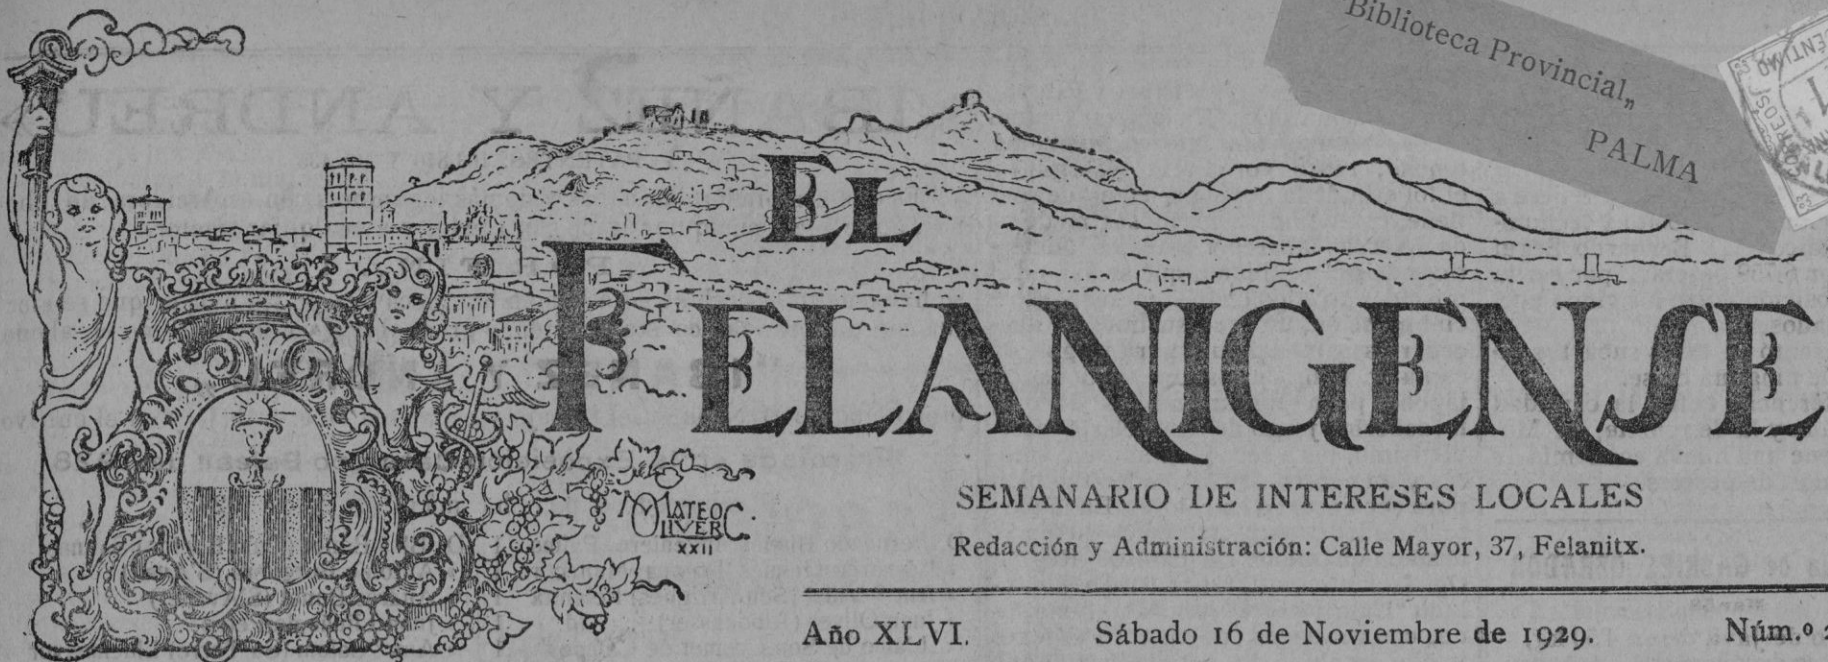 Biblioteca Provincial„
PALMA
EL
FELANIGENSE
MATEO
OLIVER C.
XXII
SEMANARIO DE INTERESES LOCALES
Redacción y Administración: Calle Mayor, 37, Felanitx.
Año XLVI. Sábado 16 de Noviembre de 1929. Núm.º